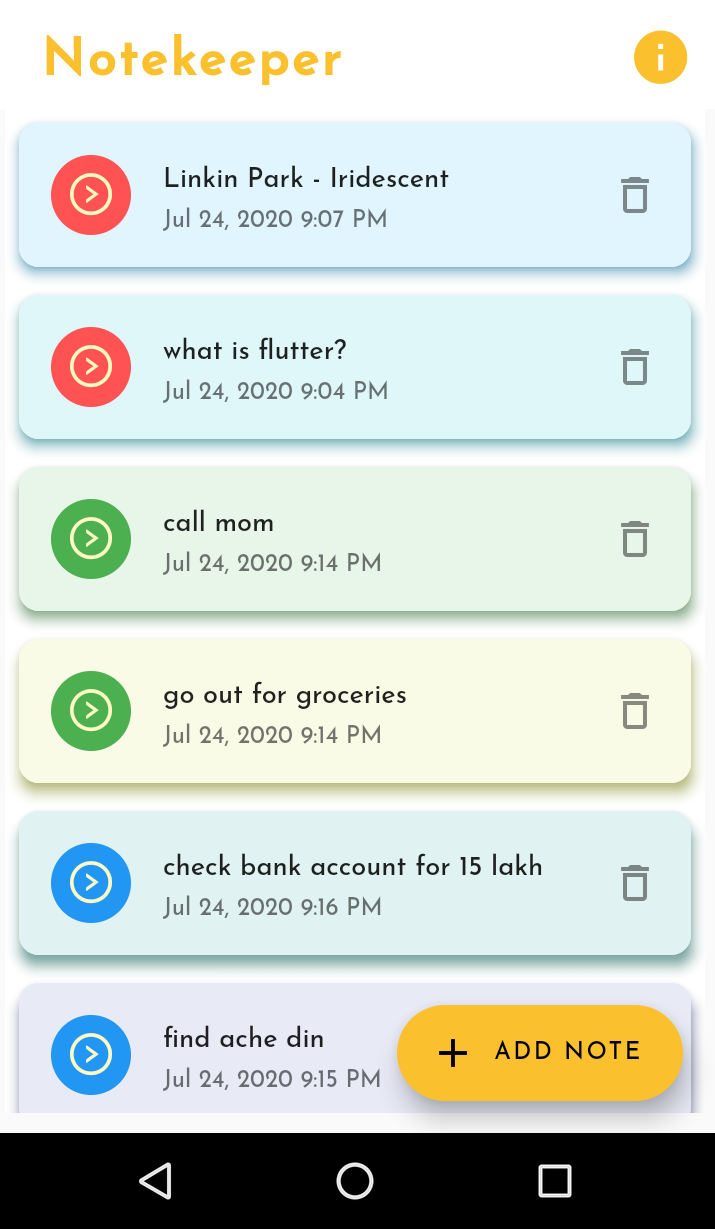 Notekeeper
Linkin Park - Iridescent
Jul 24, 2020 9:07 PM
what is flutter?
Jul 24, 2020 9:04 PM
call mom
Jul 24, 2020 9:14 PM
go out for groceries
Jul 24, 2020 9:14 PM
check bank account for 15 lakh
Jul 24, 2020 9:16 PM
find ache din
Jul 24, 2020 9:15 PM
ADD NOTE